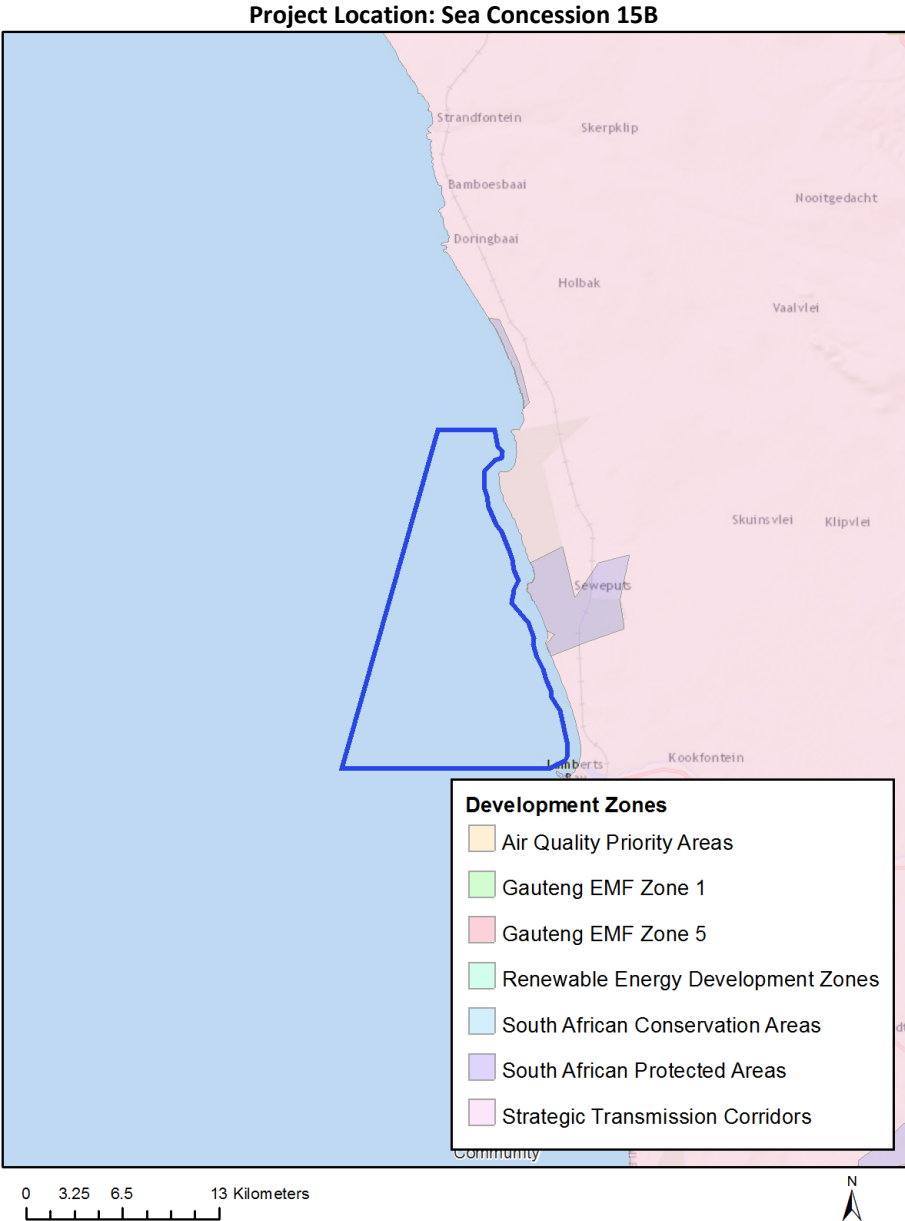 Project Location: Sea Concession 15B
Strandfontein
Skerpklip
Bamboesbaai
Nooitgedacht
Doringbaai
Holbak
Vaalvlei
Skuinsvlei
Klipvlei
Seweputs
Kookfontein
Lamberts
Bay
Development Zones
Air Quality Priority Areas
Gauteng EMF Zone 1
Gauteng EMF Zone 5
Renewable Energy Development Zones
South African Conservation Areas
South African Protected Areas
Strategic Transmission Corridors
Community
0 3.25 6.5 13 Kilometers
N